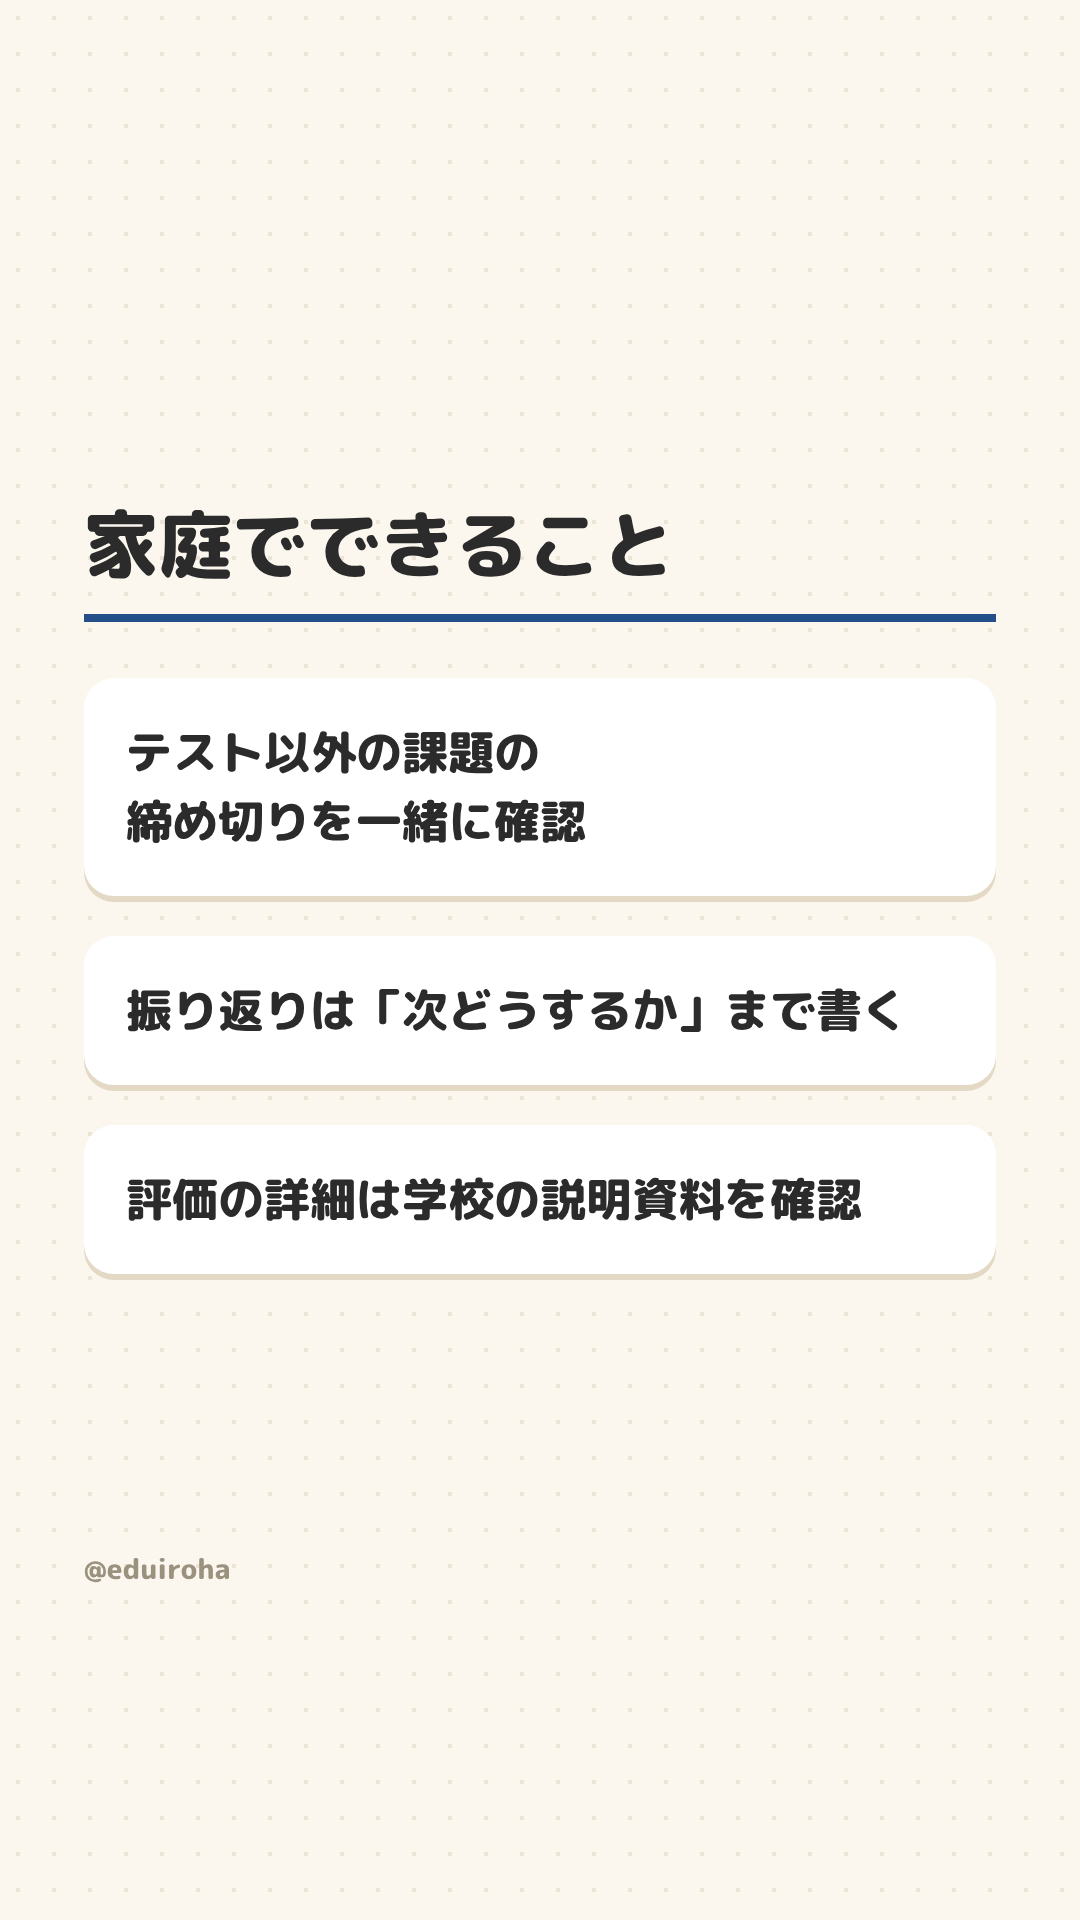 家庭でできること
テスト以外の課題の
締め切りを一緒に確認
振り返りは「次どうするか」まで書く
評価の詳細は学校の説明資料を確認
@eduiroha